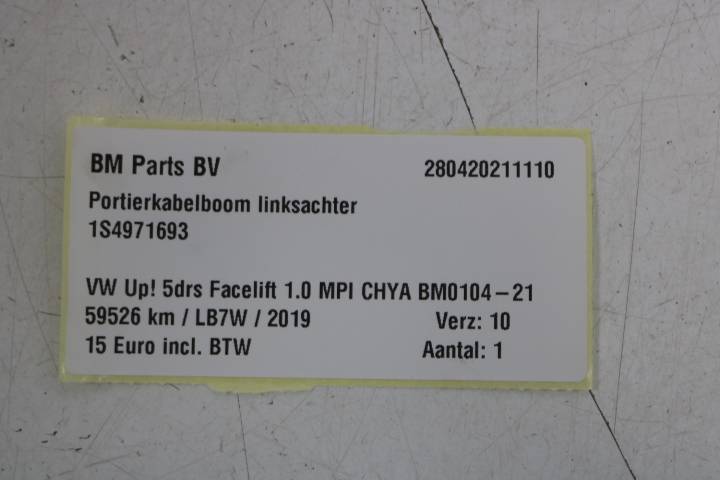 BM Parts BV 280420211110
Portierkabelboom linksachter
1S4971693
VW Up! 5drs Facelift 1.0 MPI CHYA BM0104-21
59526 km / LB7W / 2019 Verz: 10
15 Euro incl. BTW Aantal: 1